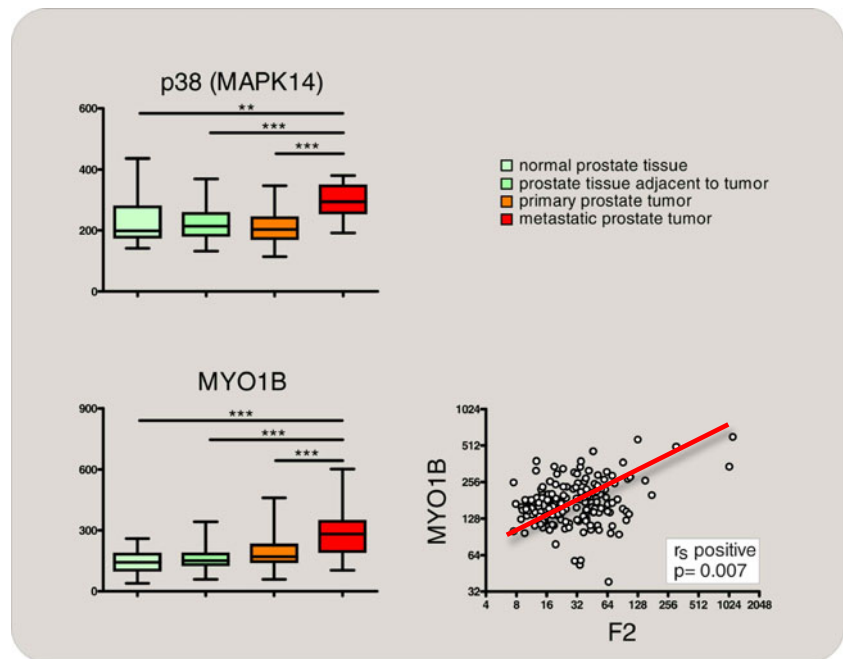 p38 (MAPK14)
600
400
200
0
**
***
***
normal prostate tissue
prostate tissue adjacent to tumor
primary prostate tumor
metastatic prostate tumor
MYO1B
900
600
300
0
***
***
***
MYO1B
1024
512
256
128
64
32
rs positive
p= 0.007
4 8 16 32 64 128 256 512 1024 2048
F2